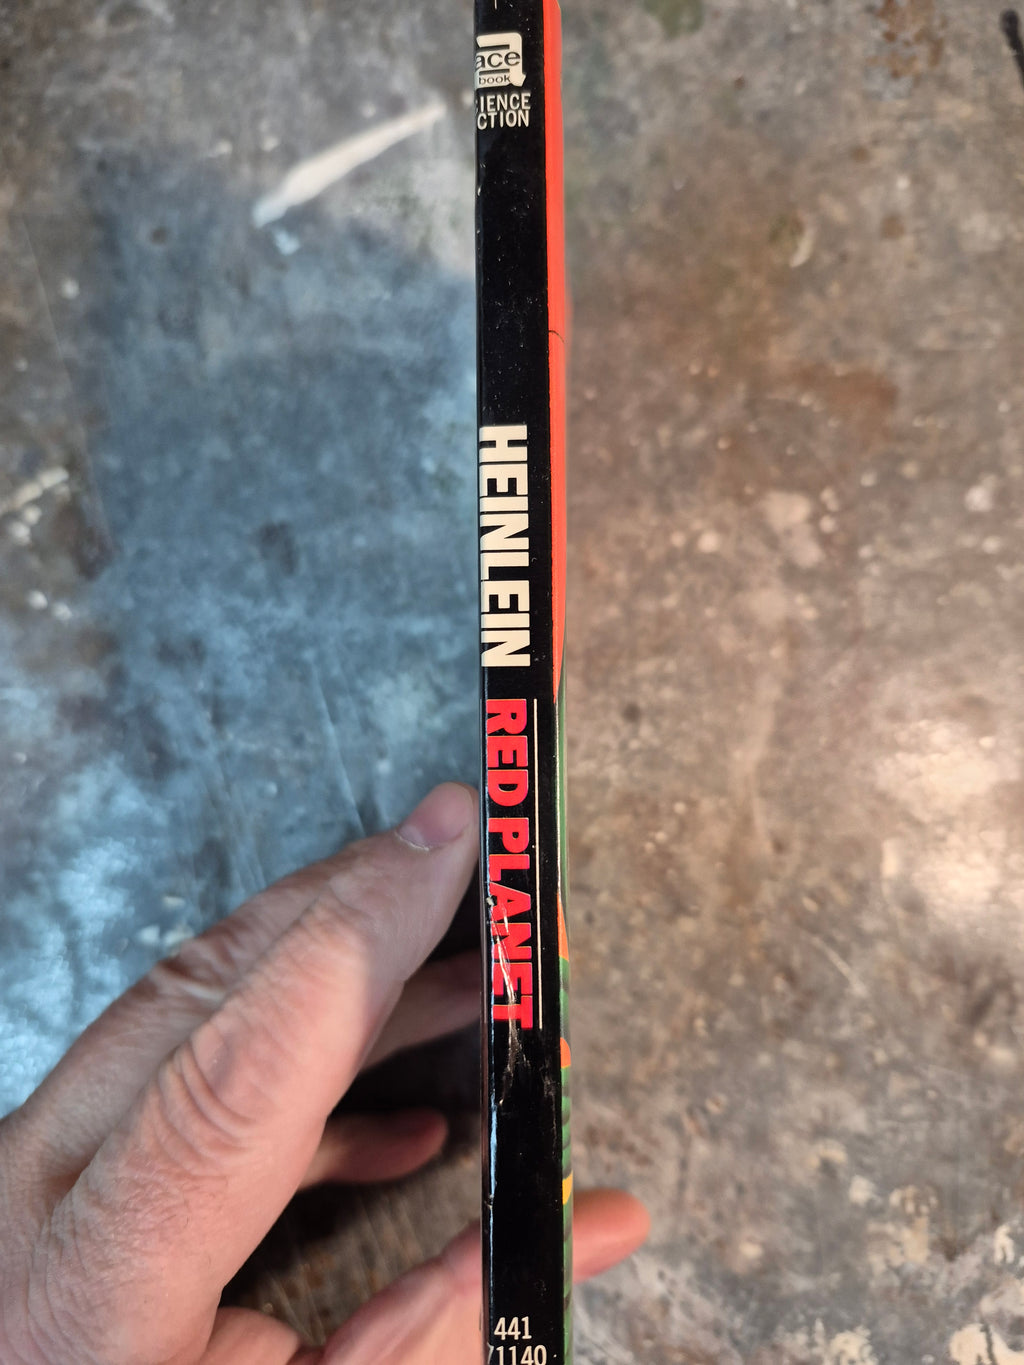 ace
book
IENCE
CTION
HEINLEIN
RED PLANET
441
71140